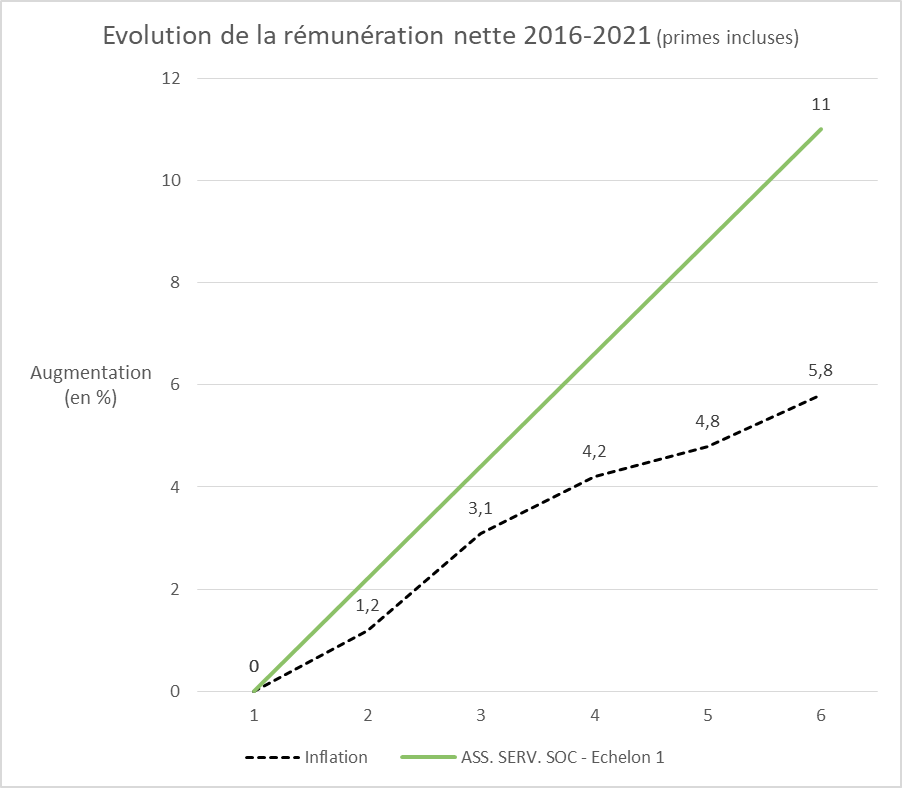 Evolution de la rémunération nette 2016-2021 (primes incluses)
12
11
10
8
Augmentation
(en %)
6
5,8
4,8
4,2
4
3,1
2
1,2
0
0
1 2 3 4 5 6
Inflation ASS. SERV. SOC - Echelon 1